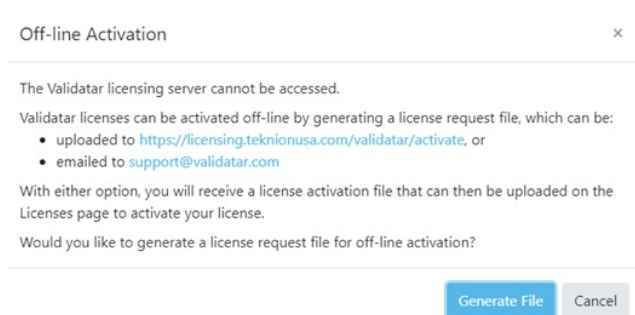 Off-line Activation ×
The Validatar licensing server cannot be accessed.
Validatar licenses can be activated off-line by generating a license request file, which can be:
• uploaded to https://licensing.teknionusa.com/validatar/activate, or
• emailed to support@validatar.com
With either option, you will receive a license activation file that can then be uploaded on the
Licenses page to activate your license.
Would you like to generate a license request file for off-line activation?
Generate File Cancel